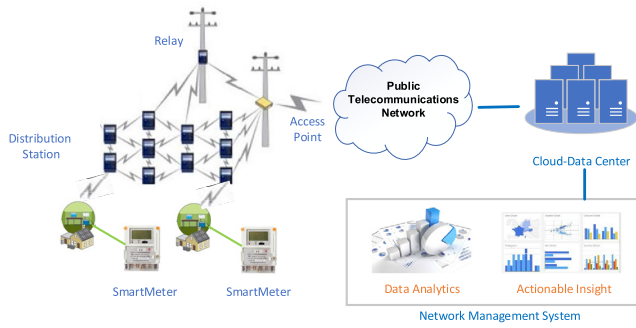 Relay
Public
Telecommunications
Network
Access
Point
Distribution
Station
Cloud-Data Center
SmartMeter
SmartMeter
Data Analytics
Actionable Insight
Network Management System